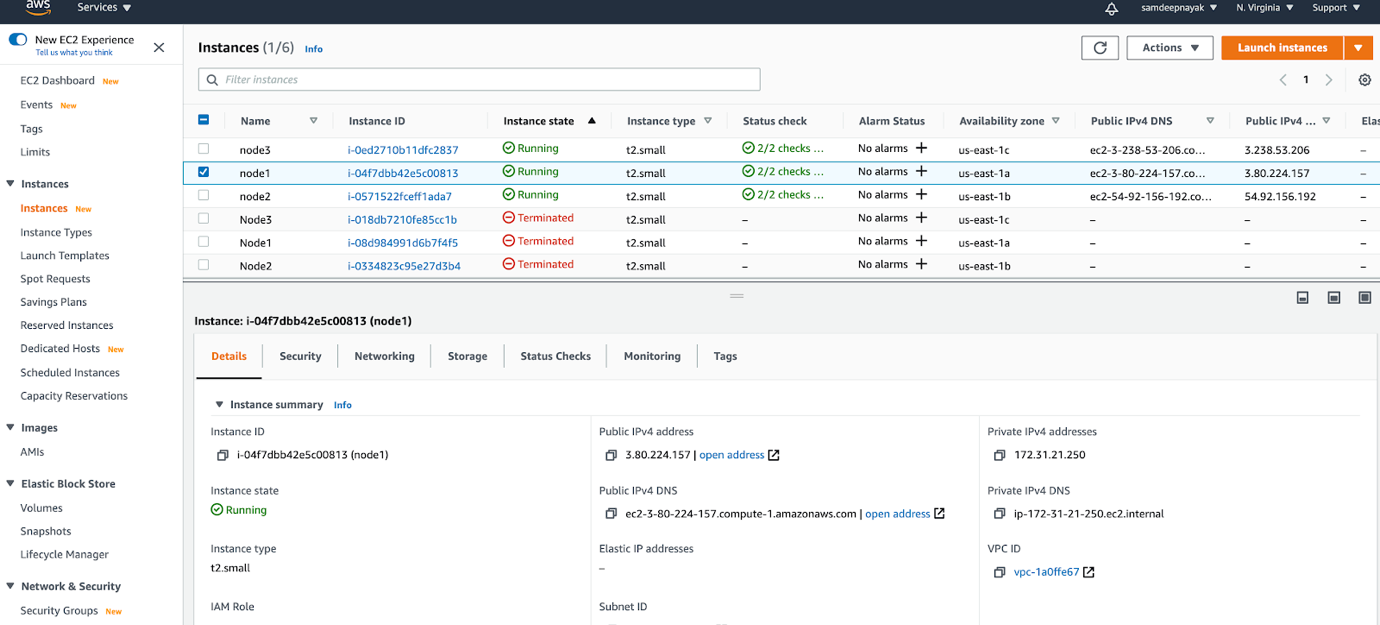 aws
Services
samdeepnayak
N. Virginia
Support
New EC2 Experience
Tell us what you think
EC2 Dashboard New
Events New
Tags
Limits
Instances
Instances New
Instance Types
Launch Templates
Spot Requests
Savings Plans
Reserved Instances
Dedicated Hosts New
Scheduled Instances
Capacity Reservations
Images
AMIs
Elastic Block Store
Volumes
Snapshots
Lifecycle Manager
Network & Security
Security Groups New
Instances (1/6) Info
Actions
Launch instances
Filter instances
1
Name Instance ID Instance state Instance type Status check Alarm Status Availability zone Public IPv4 DNS Public IPv4 ... Elas
node3 i-0ed2710b11dfc2837 Running t2.small 2/2 checks ... No alarms + us-east-1c ec2-3-238-53-206.co... 3.238.53.206 –
node1 i-04f7dbb42e5c00813 Running t2.small 2/2 checks ... No alarms + us-east-1a ec2-3-80-224-157.co... 3.80.224.157 –
node2 i-0571522fceff1ada7 Running t2.small 2/2 checks ... No alarms + us-east-1b ec2-54-92-156-192.co... 54.92.156.192 –
Node3 i-018db7210fe85cc1b Terminated t2.small – No alarms + us-east-1c – – –
Node1 i-08d984991d6b7f4f5 Terminated t2.small – No alarms + us-east-1a – – –
Node2 i-0334823c95e27d3b4 Terminated t2.small – No alarms + us-east-1b – – –
Instance: i-04f7dbb42e5c00813 (node1)
Details Security Networking Storage Status Checks Monitoring Tags
Instance summary Info
Instance ID
i-04f7dbb42e5c00813 (node1)
Public IPv4 address
3.80.224.157 | open address
Private IPv4 addresses
172.31.21.250
Instance state
Running
Public IPv4 DNS
ec2-3-80-224-157.compute-1.amazonaws.com | open address
Private IPv4 DNS
ip-172-31-21-250.ec2.internal
Instance type
t2.small
Elastic IP addresses
–
VPC ID
vpc-1a0ffe67
IAM Role
Subnet ID